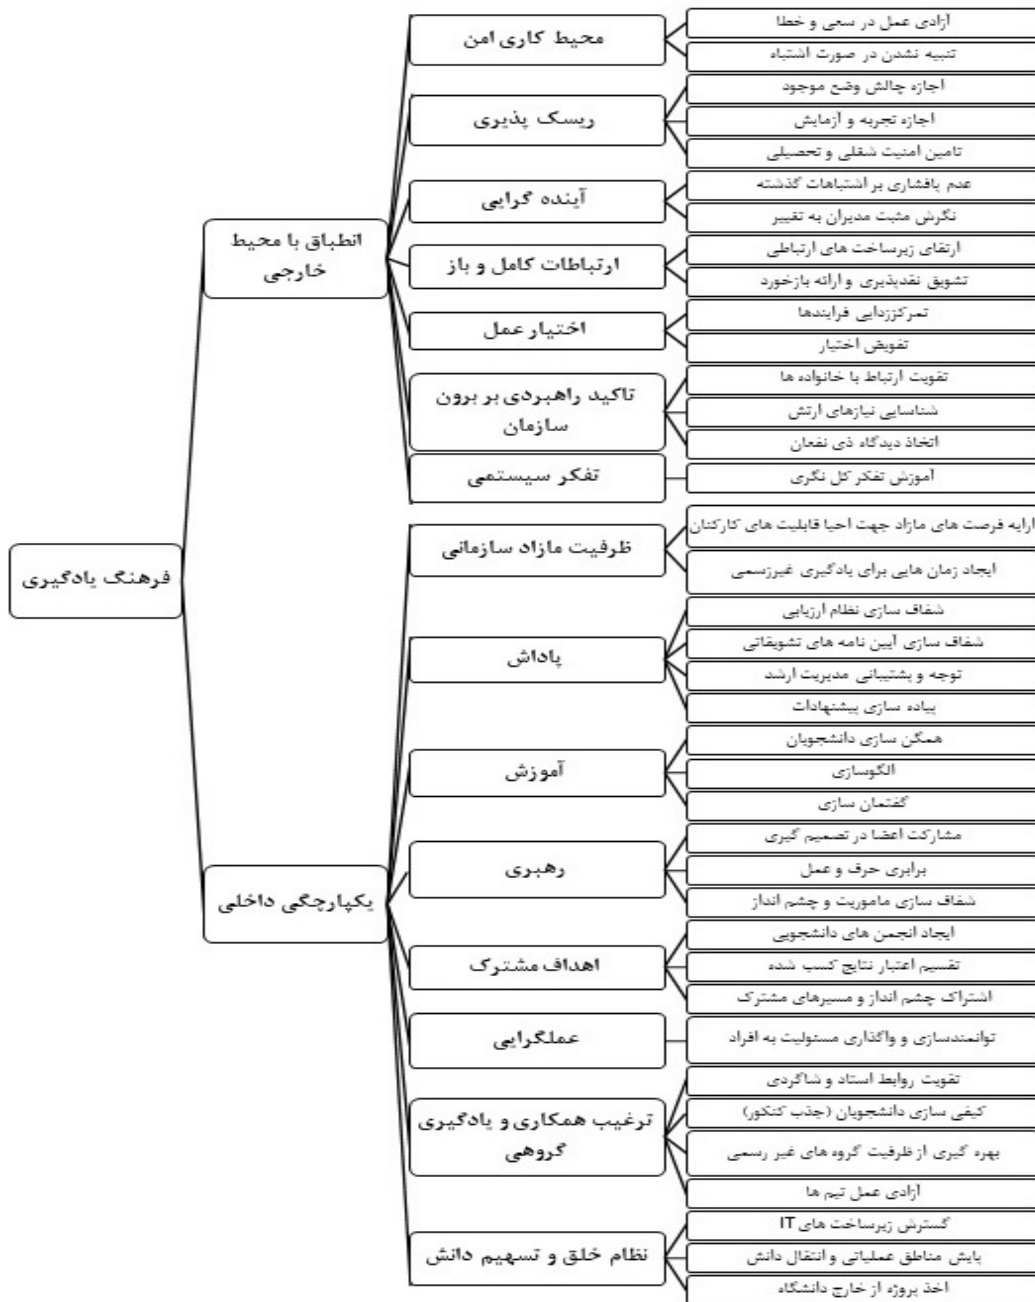 فرهنگ یادگیری
انطباق با محیط
خارجی
محیط کاری امن
آزادی عمل در سعی و خطا
تنبیه نشدن در صورت اشتباه
ریسک پذیری
اجازه چالش وضع موجود
اجازه تجربه و آزمایش
تامین امنیت شغلی و تحصیلی
آینده گرایی
عدم پافشاری بر اشتباهات گذشته
نگرش مثبت مدیران به تغییر
ارتباطات کامل و باز
ارتقای زیرساخت های ارتباطی
تشویق نقدپذیری و ارائه بازخورد
اختیار عمل
تمرکززدایی فرایندها
تفویض اختیار
تاکید راهبردی بر برون
سازمان
تقویت ارتباط با خانواده ها
شناسایی نیازهای ارتش
اتخاذ دیدگاه ذی نفعان
تفکر سیستمی
آموزش تفکر کل نگری
یکپارچگی داخلی
ظرفیت مازاد سازمانی
ارایه فرصت های مازاد جهت احیا قابلیت های کارکنان
ایجاد زمان هایی برای یادگیری غیررسمی
پاداش
شفاف سازی نظام ارزیابی
شفاف سازی آیین نامه های تشویقاتی
توجه و پشتیبانی مدیریت ارشد
پیاده سازی پیشنهادات
آموزش
همگن سازی دانشجویان
الگوسازی
گفتمان سازی
رهبری
مشارکت اعضا در تصمیم گیری
برابری حرف و عمل
شفاف سازی ماموریت و چشم انداز
اهداف مشترک
ایجاد انجمن های دانشجویی
تقسیم اعتبار نتایج کسب شده
اشتراک چشم انداز و مسیرهای مشترک
عملگرایی
توانمندسازی و واگذاری مسئولیت به افراد
ترغیب همکاری و یادگیری
گروهی
تقویت روابط استاد و شاگردی
کیفی سازی دانشجویان (جذب کنکور)
بهره گیری از ظرفیت گروه های غیر رسمی
آزادی عمل تیم ها
نظام خلق و تسهیم دانش
گسترش زیرساخت های IT
پایش مناطق عملیاتی و انتقال دانش
اخذ پروژه از خارج دانشگاه